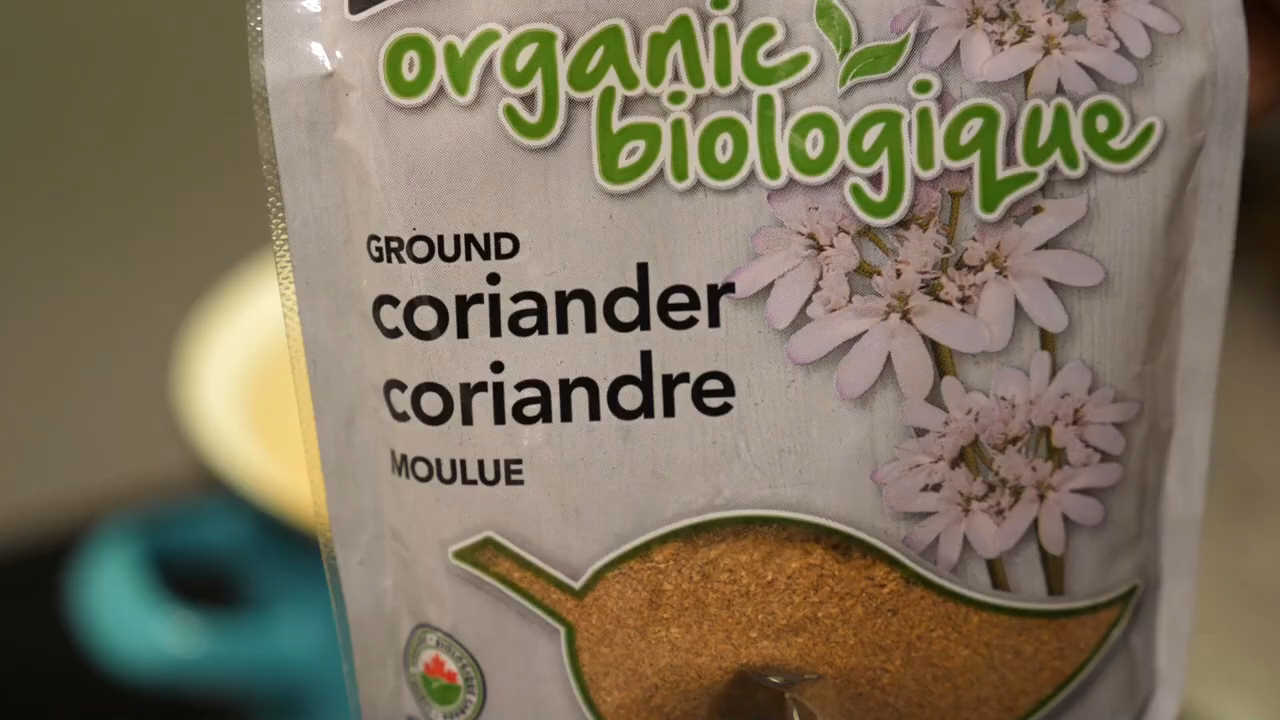 organic
biologique
GROUND
coriander
coriandre
MOULUE